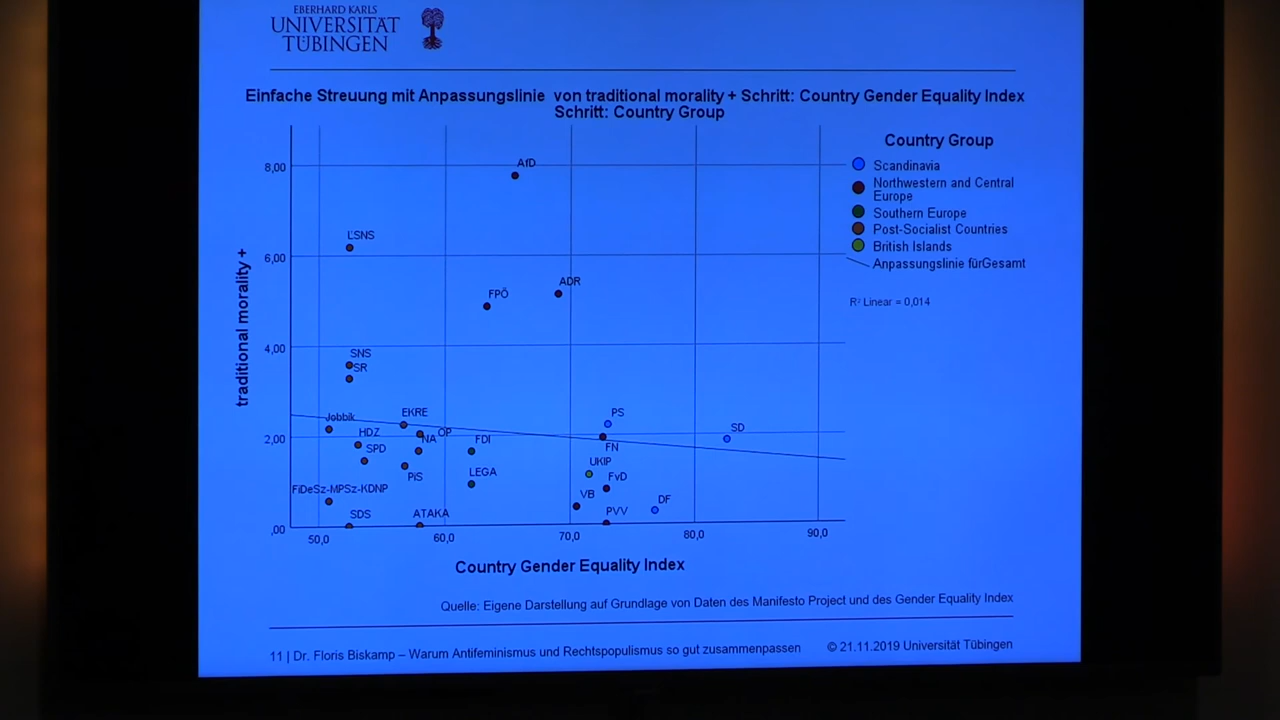 EBERHARD KARLS
UNIVERSITÄT
TÜBINGEN
Einfache Streuung mit Anpassungslinie von traditional morality + Schritt: Country Gender Equality Index
Schritt: Country Group
Country Group
Scandinavia
Northwestern and Central
Europe
Southern Europe
Post-Socialist Countries
British Islands
Anpassungslinie fürGesamt
R² Linear = 0,014
traditional morality +
8,00
6,00
4,00
2,00
,00
AfD
ĽSNS
ADR
FPÖ
SNS
SR
Jobbik
EKRE
PS
SD
HDZ
OP
NA
FDI
FN
SPD
UKIP
PiS
LEGA
FvD
FiDeSz-MPSz-KDNP
VB
DF
SDS
ATAKA
PVV
50,0
60,0
70,0
80,0
90,0
Country Gender Equality Index
Quelle: Eigene Darstellung auf Grundlage von Daten des Manifesto Project und des Gender Equality Index
11 | Dr. Floris Biskamp – Warum Antifeminismus und Rechtspopulismus so gut zusammenpassen
© 21.11.2019 Universität Tübingen